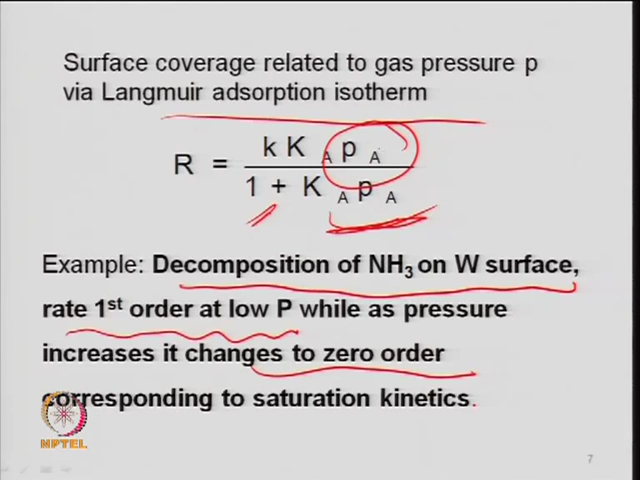 Surface coverage related to gas pressure p
via Langmuir adsorption isotherm
k K A p A
R =
1 + K A p A
Example: Decomposition of NH3 on W surface,
rate 1st order at low P while as pressure
increases it changes to zero order
corresponding to saturation kinetics.
MPTEL
7